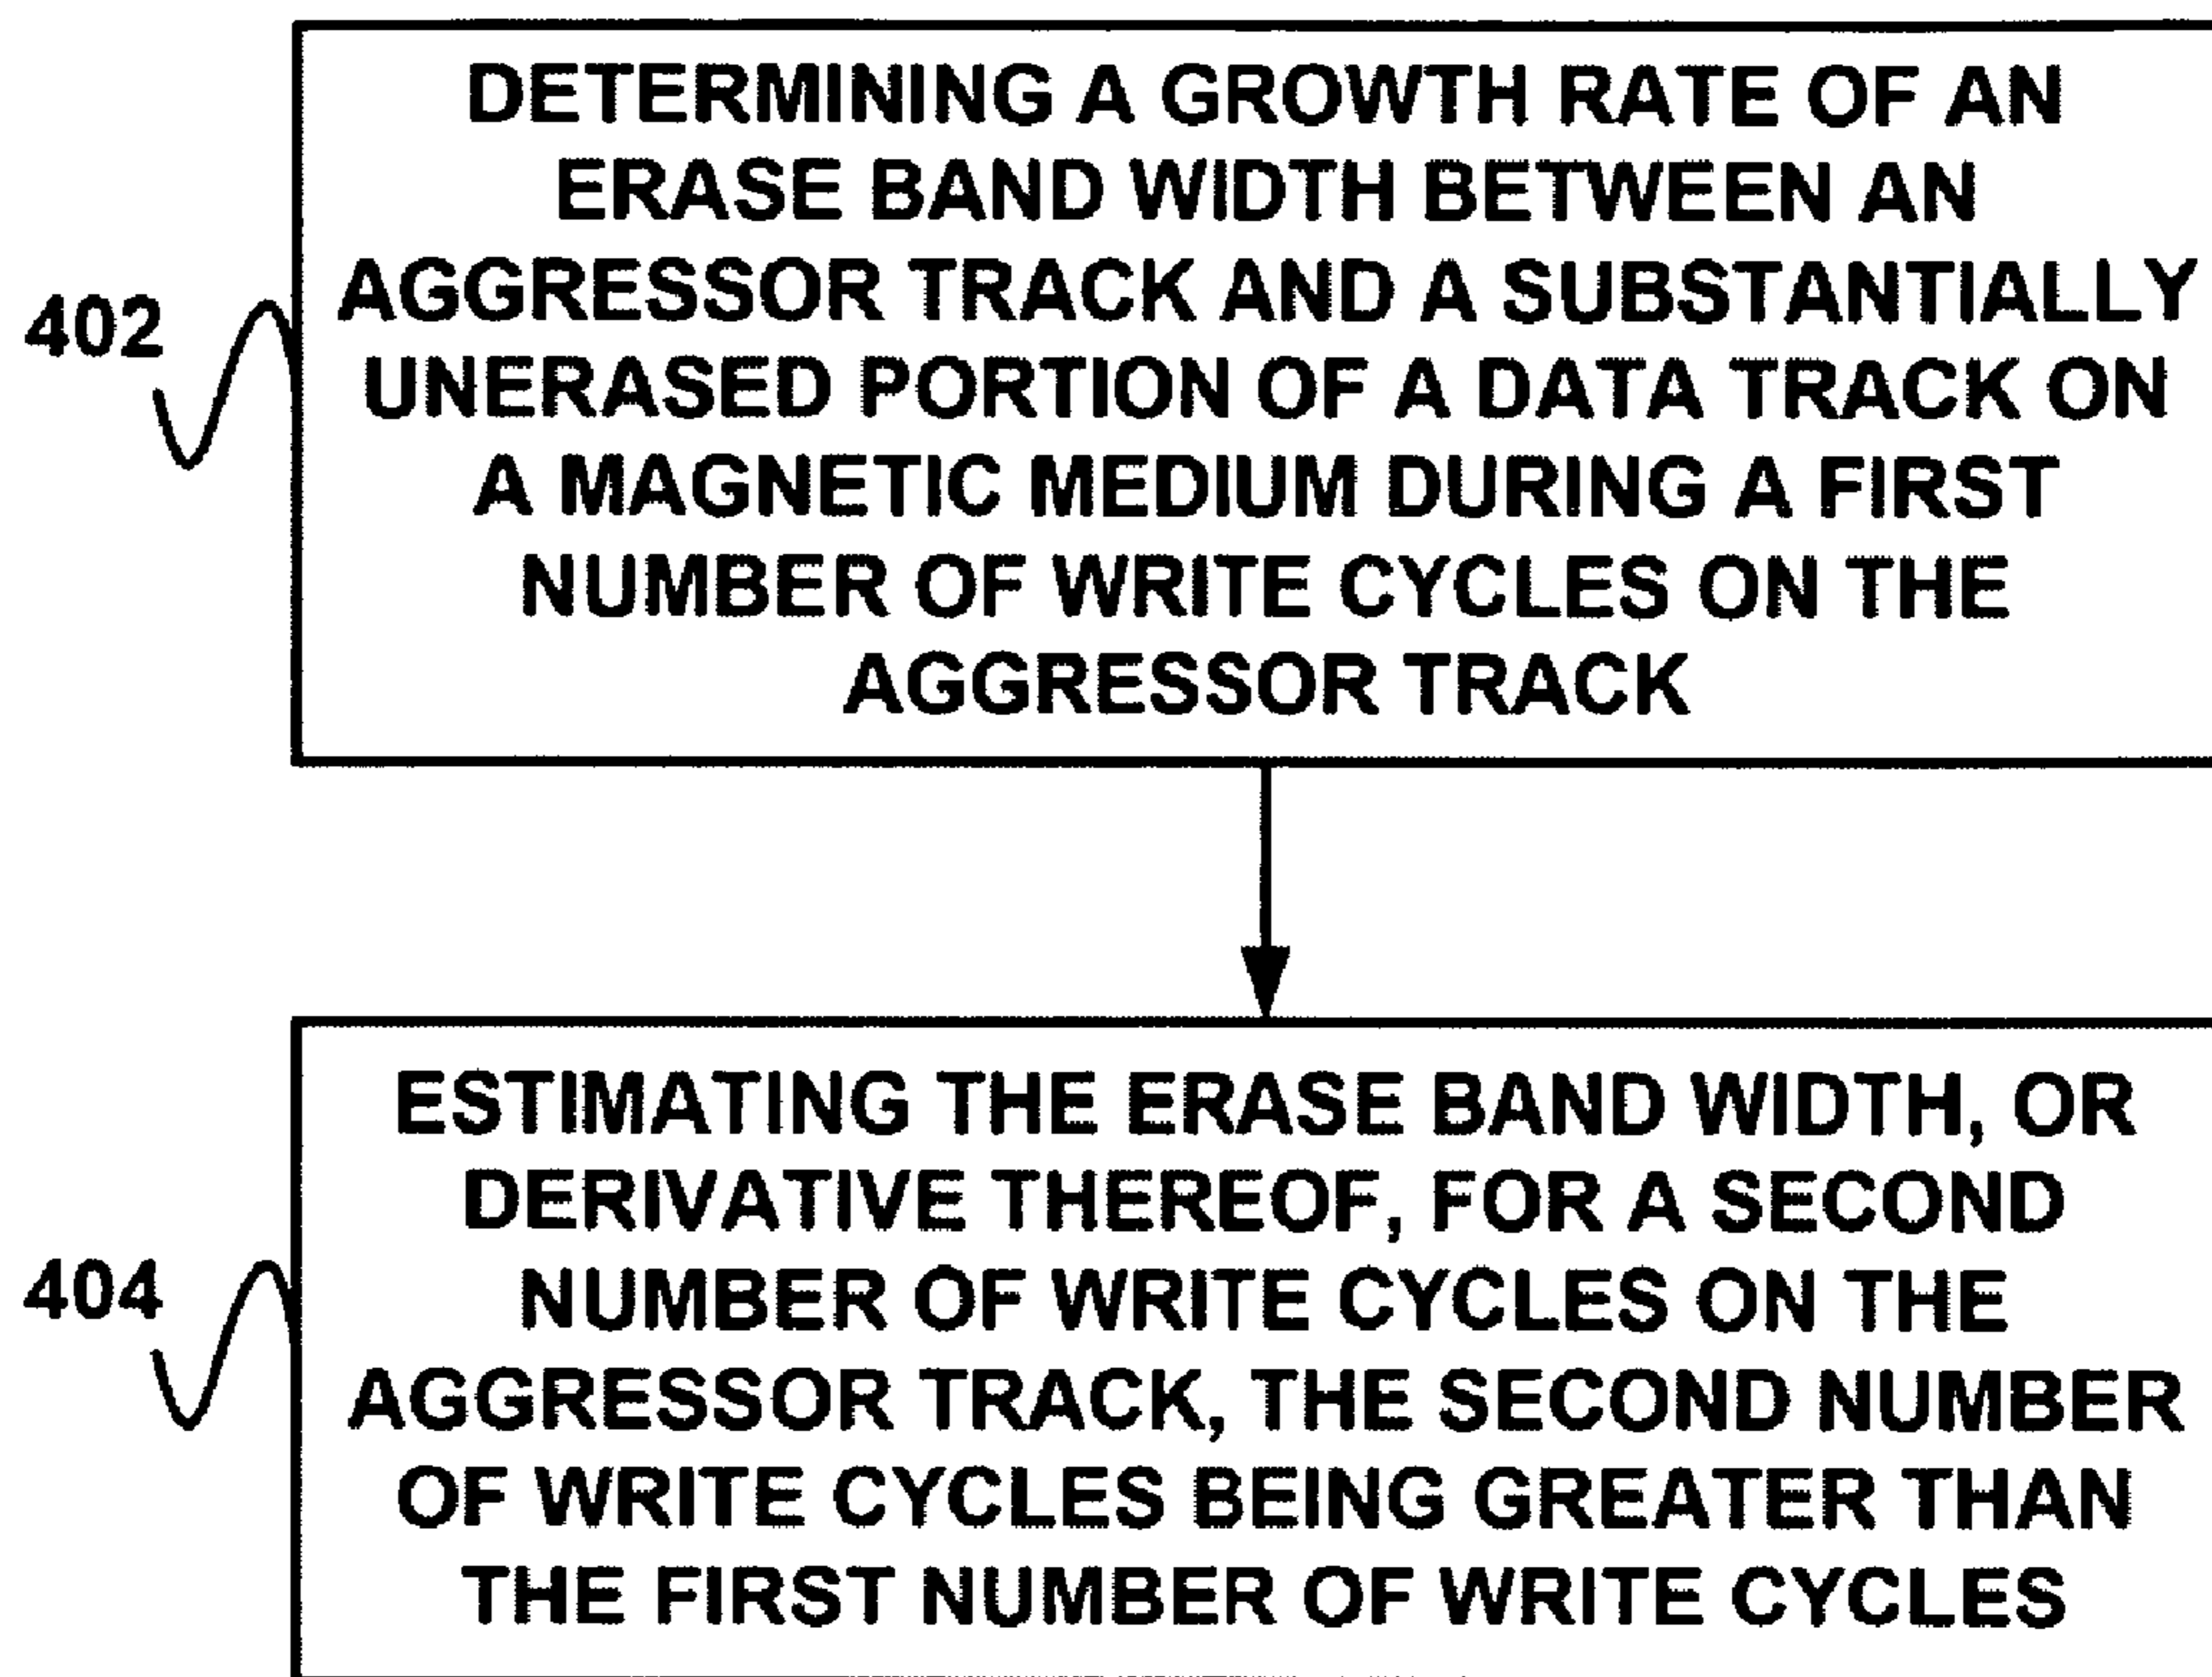 DETERMINING A GROWTH RATE OF AN
ERASE BAND WIDTH BETWEEN AN
AGGRESSOR TRACK AND A SUBSTANTIALLY
UNERASED PORTION OF A DATA TRACK ON
A MAGNETIC MEDIUM DURING A FIRST
NUMBER OF WRITE CYCLES ON THE
AGGRESSOR TRACK
402
ESTIMATING THE ERASE BAND WIDTH, OR
DERIVATIVE THEREOF, FOR A SECOND
NUMBER OF WRITE CYCLES ON THE
AGGRESSOR TRACK, THE SECOND NUMBER
OF WRITE CYCLES BEING GREATER THAN
THE FIRST NUMBER OF WRITE CYCLES
404